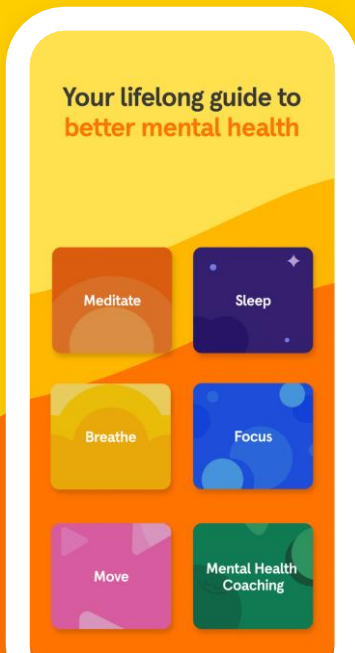 Your lifelong guide to
better mental health
Meditate
Sleep
Breathe
Focus
Move
Mental Health
Coaching